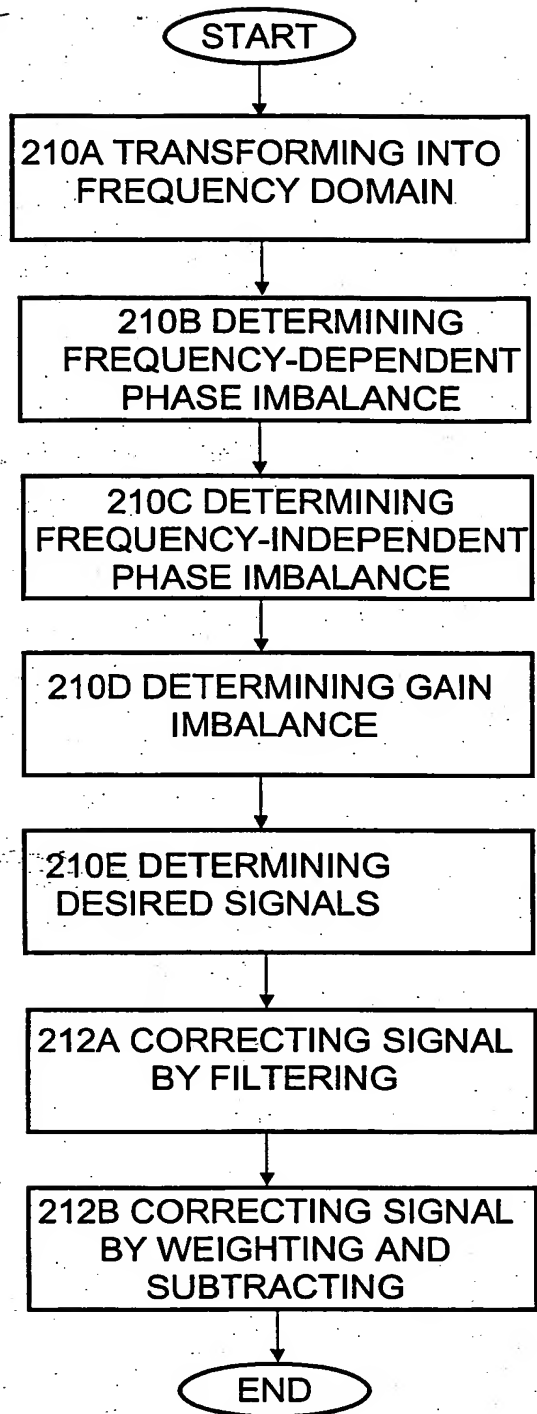 START
210A TRANSFORMING INTO
FREQUENCY DOMAIN
210B DETERMINING
FREQUENCY-DEPENDENT
PHASE IMBALANCE
210C DETERMINING
FREQUENCY-INDEPENDENT
PHASE IMBALANCE
210D DETERMINING GAIN
IMBALANCE
210E DETERMINING
DESIRED SIGNALS
212A CORRECTING SIGNAL
BY FILTERING
212B CORRECTING SIGNAL
BY WEIGHTING AND
SUBTRACTING
END